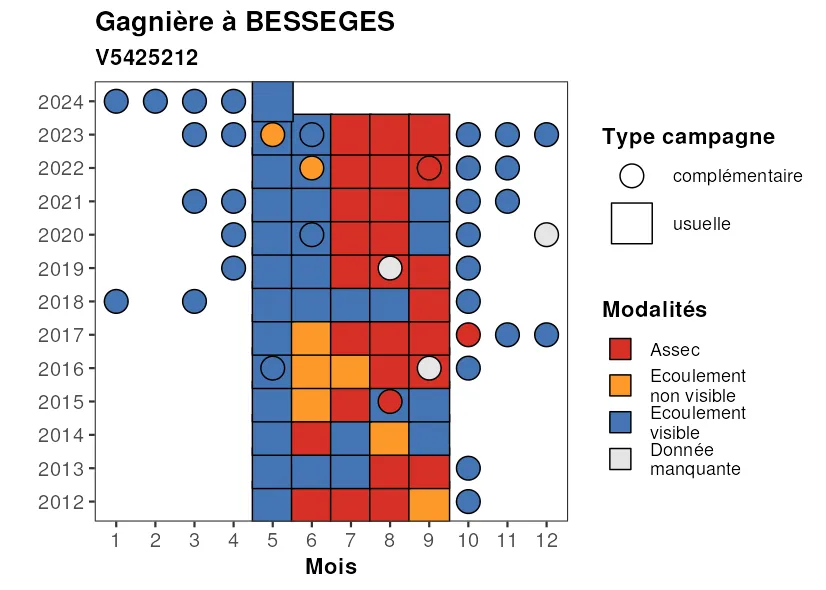 Gagnière à BESSEGES
V5425212
2024
2023
2022
2021
2020
2019
2018
2017
2016
2015
2014
2013
2012
1 2 3 4 5 6 7 8 9 10 11 12
Mois
Type campagne
complémentaire
usuelle
Modalités
Assec
Ecoulement
non visible
Ecoulement
visible
Donnée
manquante